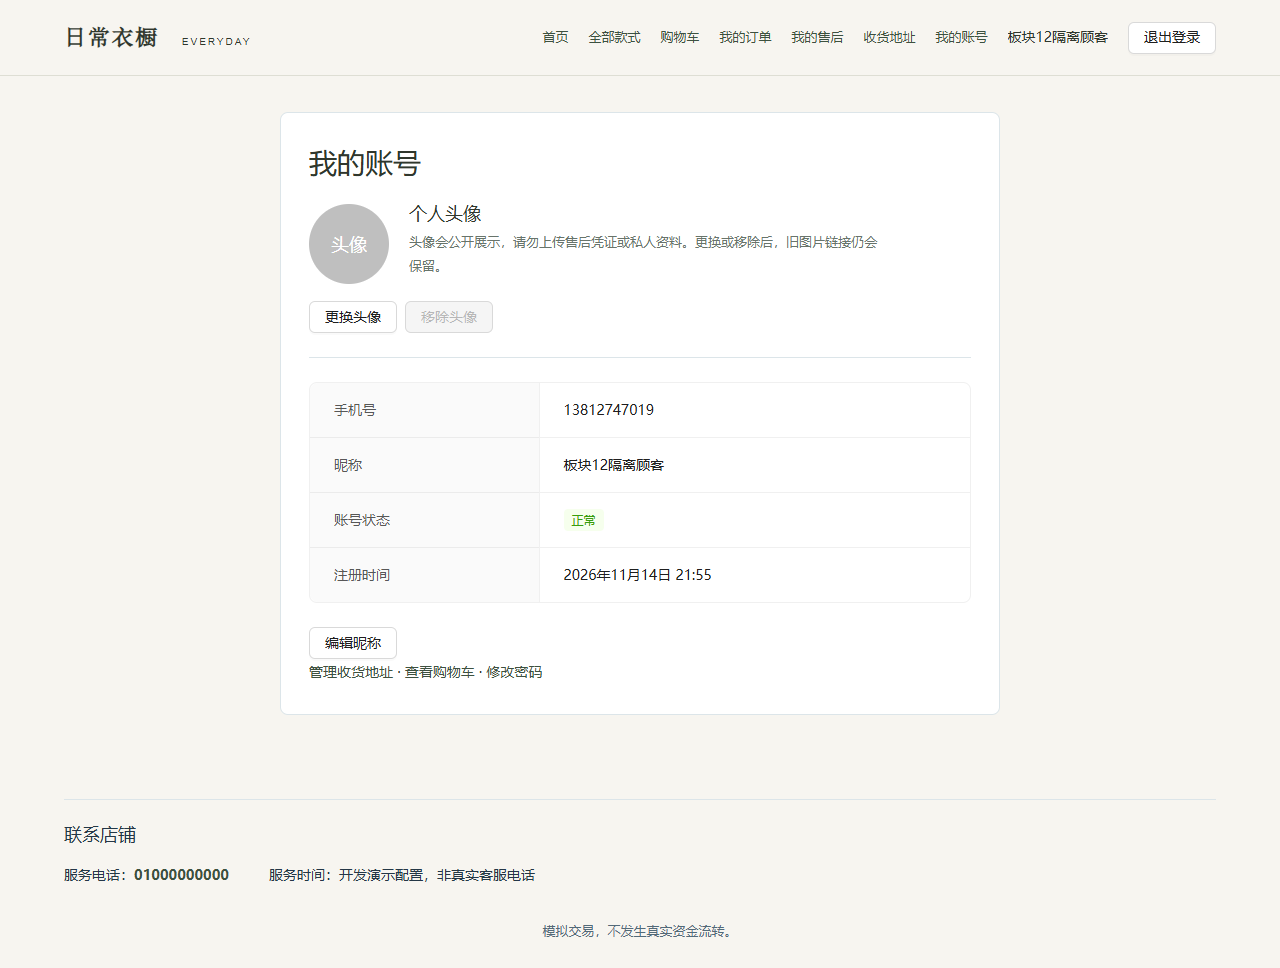 日常衣橱 EVERYDAY 首页 全部款式 购物车 我的订单 我的售后 收货地址 我的账号 板块12隔离顾客 退出登录
我的账号
头像
个人头像
头像会公开展示，请勿上传售后凭证或私人资料。更换或移除后，旧图片链接仍会
保留。
更换头像 移除头像
手机号 13812747019
昵称 板块12隔离顾客
账号状态 正常
注册时间 2026年11月14日 21:55
编辑昵称
管理收货地址 · 查看购物车 · 修改密码
联系店铺
服务电话：01000000000 服务时间：开发演示配置，非真实客服电话
模拟交易，不发生真实资金流转。